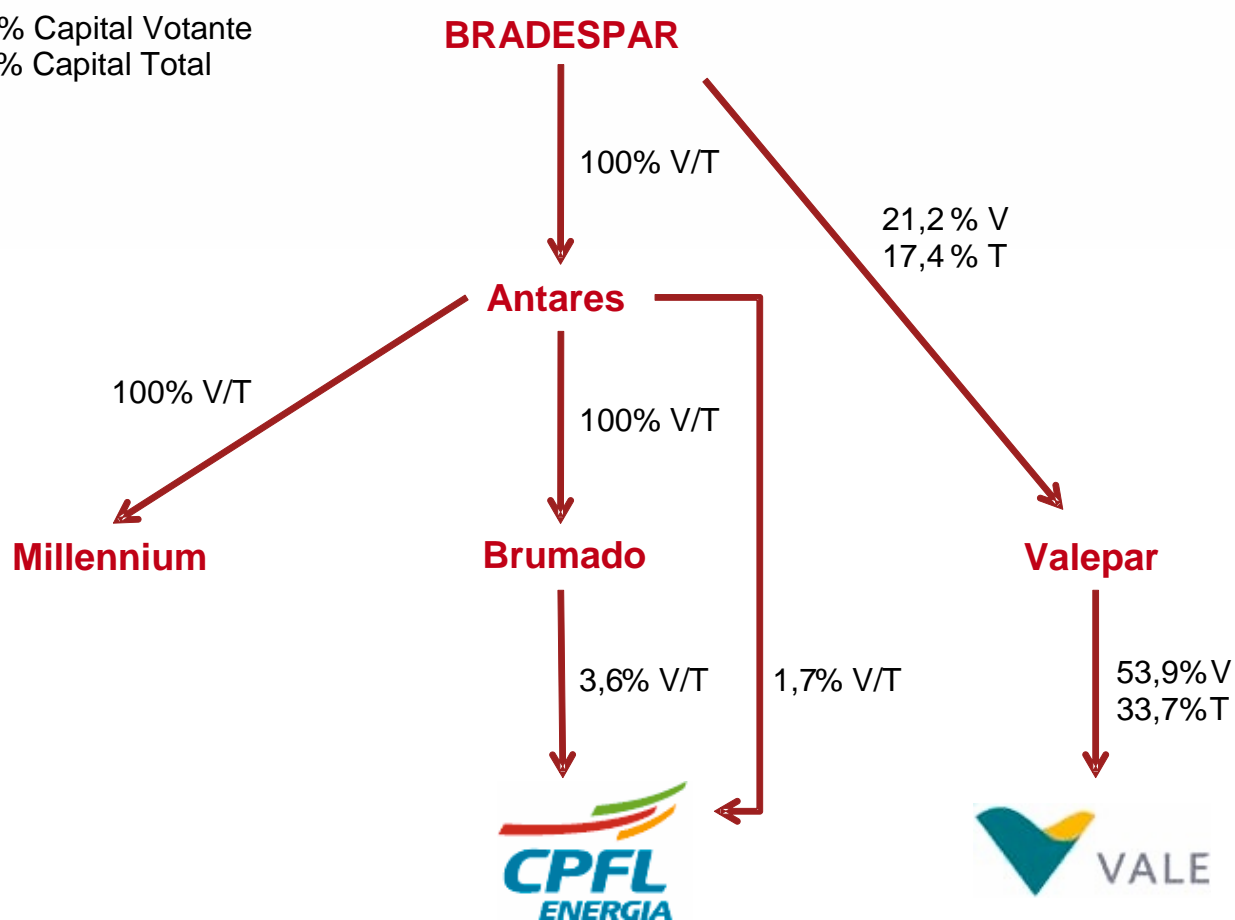 % Capital Votante
% Capital Total
BRADESPAR
100% V/T
21,2% V
17,4% T
Antares
100% V/T
100% V/T
Millennium
Brumado
Valepar
3,6% V/T
1,7% V/T
53,9%V
33,7%T
CPFL
ENERGIA
VALE